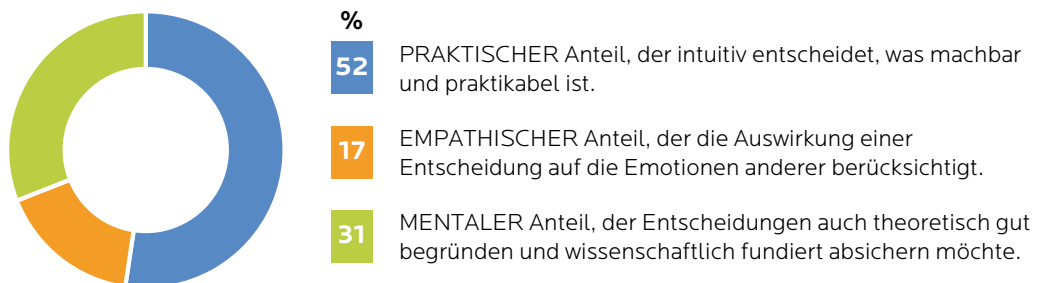 %
52 PRAKTISCHER Anteil, der intuitiv entscheidet, was machbar
und praktikabel ist.
17 EMPATHISCHER Anteil, der die Auswirkung einer
Entscheidung auf die Emotionen anderer berücksichtigt.
31 MENTALER Anteil, der Entscheidungen auch theoretisch gut
begründen und wissenschaftlich fundiert absichern möchte.